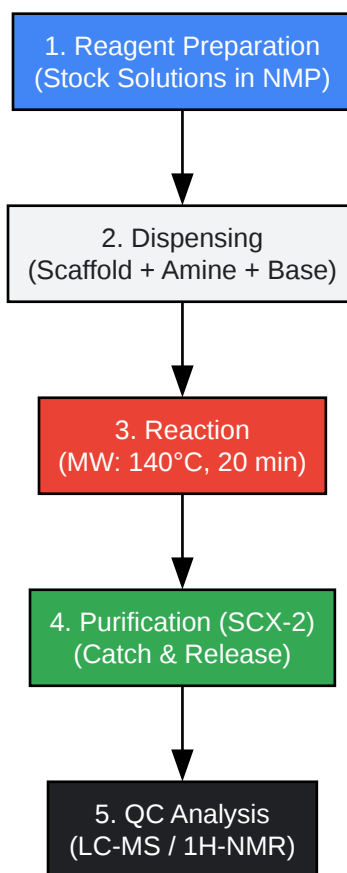 1. Reagent Preparation
(Stock Solutions in NMP)
2. Dispensing
(Scaffold + Amine + Base)
3. Reaction
(MW: 140°C, 20 min)
4. Purification (SCX-2)
(Catch & Release)
5. QC Analysis
(LC-MS / 1H-NMR)